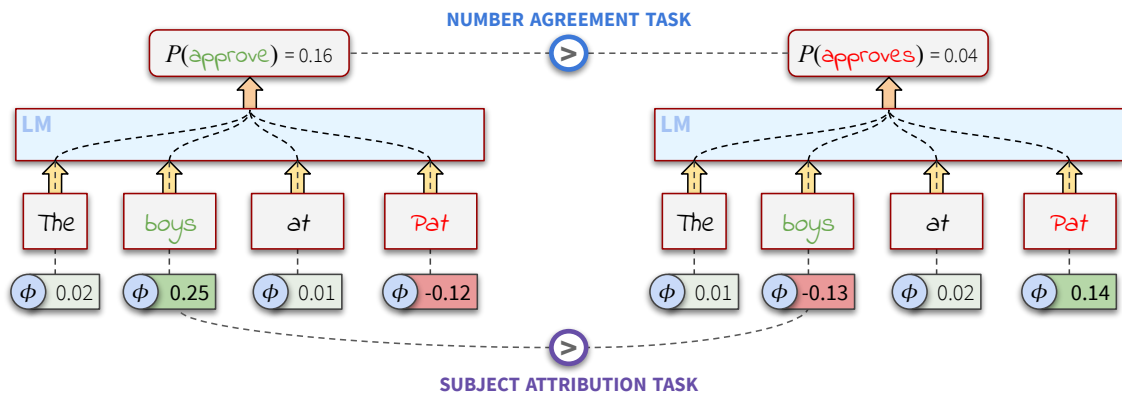 NUMBER AGREEMENT TASK
P(approve) = 0.16 > P(approves) = 0.04
LM LM
The boys at Pat The boys at Pat
ϕ 0.02 ϕ 0.25 ϕ 0.01 ϕ -0.12 ϕ 0.01 ϕ -0.13 ϕ 0.02 ϕ 0.14
>
SUBJECT ATTRIBUTION TASK